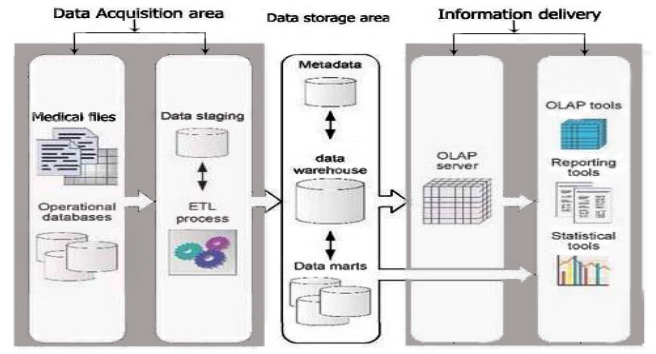 Data Acquisition area
Data storage area
Information delivery
Medical files
Operational
databases
Data staging
ETL
process
Metadata
data
warehouse
Data marts
OLAP
server
OLAP tools
Reporting
tools
Statistical
tools